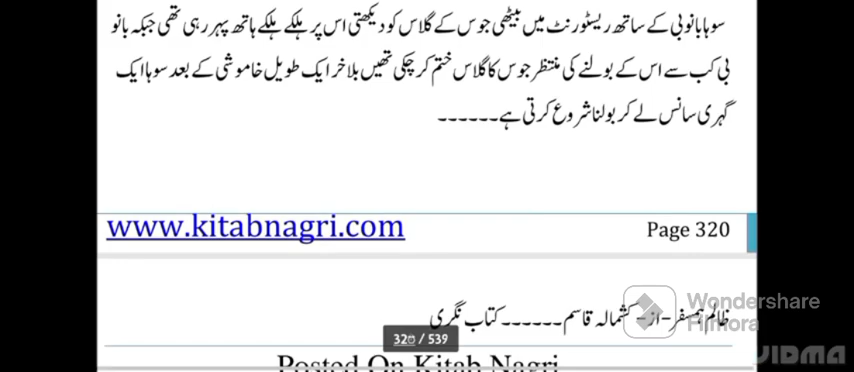 سوہا بانو بی کے ساتھ ریسٹورنٹ میں بیٹھی جوس کے گلاس کو دیکھتی اس پر ہلکے ہلکے ہاتھ پہر رہی تھی جبکہ بانو
بی کب سے اس کے بولنے کی منتظر جوس کا گلاس ختم کر چکی تھیں بلاخر ایک طویل خاموشی کے بعد سوہا ایک
گہری سانس لے کر بولنا شروع کرتی ہے۔۔۔۔۔۔
www.kitabnagri.com Page 320
Wondershare
Filmora
ظالم ہمسفر-از-کشمالہ قاسم۔۔۔۔۔۔کتاب نگری
/ 539
Posted On Kitab Nagri
VIDMA